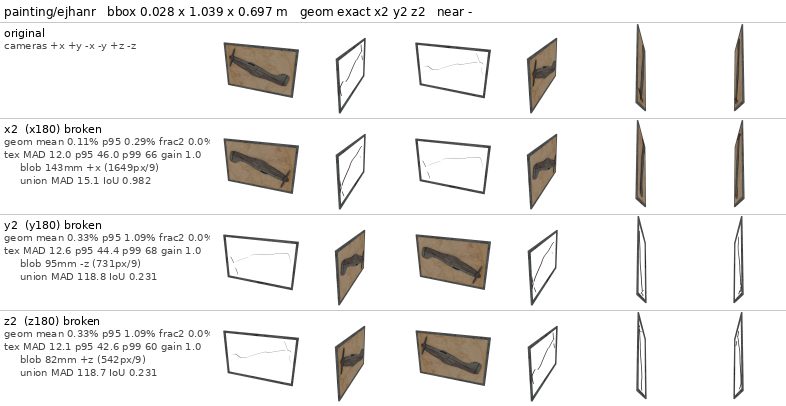 painting/ejhanr bbox 0.028 x 1.039 x 0.697 m geom exact x2 y2 z2 near -
original
cameras +x +y -x -y +z -z
x2 (x180) broken
geom mean 0.11% p95 0.29% frac2 0.0%
tex MAD 12.0 p95 46.0 p99 66 gain 1.0
blob 143mm +x (1649px/9)
union MAD 15.1 IoU 0.982
y2 (y180) broken
geom mean 0.33% p95 1.09% frac2 0.0%
tex MAD 12.6 p95 44.4 p99 68 gain 1.0
blob 95mm -z (731px/9)
union MAD 118.8 IoU 0.231
z2 (z180) broken
geom mean 0.33% p95 1.09% frac2 0.0%
tex MAD 12.1 p95 42.6 p99 60 gain 1.0
blob 82mm +z (542px/9)
union MAD 118.7 IoU 0.231